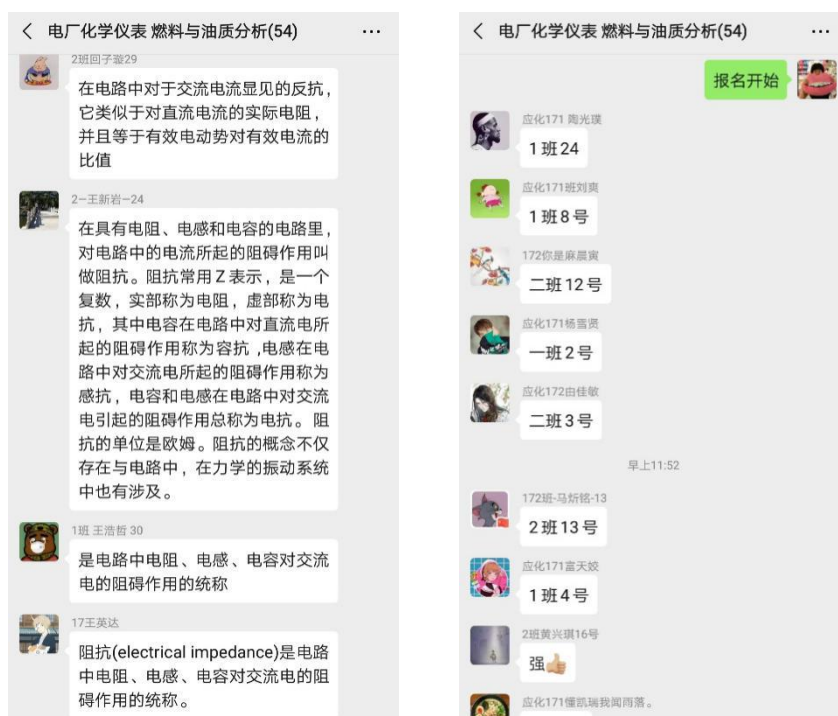 电厂化学仪表 燃料与油质分析(54)
2班回子璇29
在电路中对于交流电流显见的反抗，
它类似于对直流电流的实际电阻，
并且等于有效电动势对有效电流的
比值
2—王新岩—24
在具有电阻、电感和电容的电路里，
对电路中的电流所起的阻碍作用叫
做阻抗。阻抗常用 Z 表示，是一个
复数，实部称为电阻，虚部称为电
抗，其中电容在电路中对直流电所
起的阻碍作用称为容抗 ,电感在电
路中对交流电所起的阻碍作用称为
感抗，电容和电感在电路中对交流
电引起的阻碍作用总称为电抗。 阻
抗的单位是欧姆。阻抗的概念不仅
存在与电路中，在力学的振动系统
中也有涉及。
1班 王浩哲 30
是电路中电阻、电感、电容对交流
电的阻碍作用的统称
17王英达
阻抗(electrical impedance)是电路
中电阻、电感、电容对交流电的阻
碍作用的统称。
电厂化学仪表 燃料与油质分析(54)
报名开始
应化171 陶光璞
1 班 24
应化171班刘爽
1 班 8 号
172你是麻晨寅
二班 12 号
应化171杨雪贤
一班 2 号
应化172由佳敏
二班 3 号
早上11:52
172班-马炘铭-13
2 班 13 号
应化171富天姣
1 班 4 号
2班黄兴琪16号
强👍
应化171懂凯瑞我闻雨落。